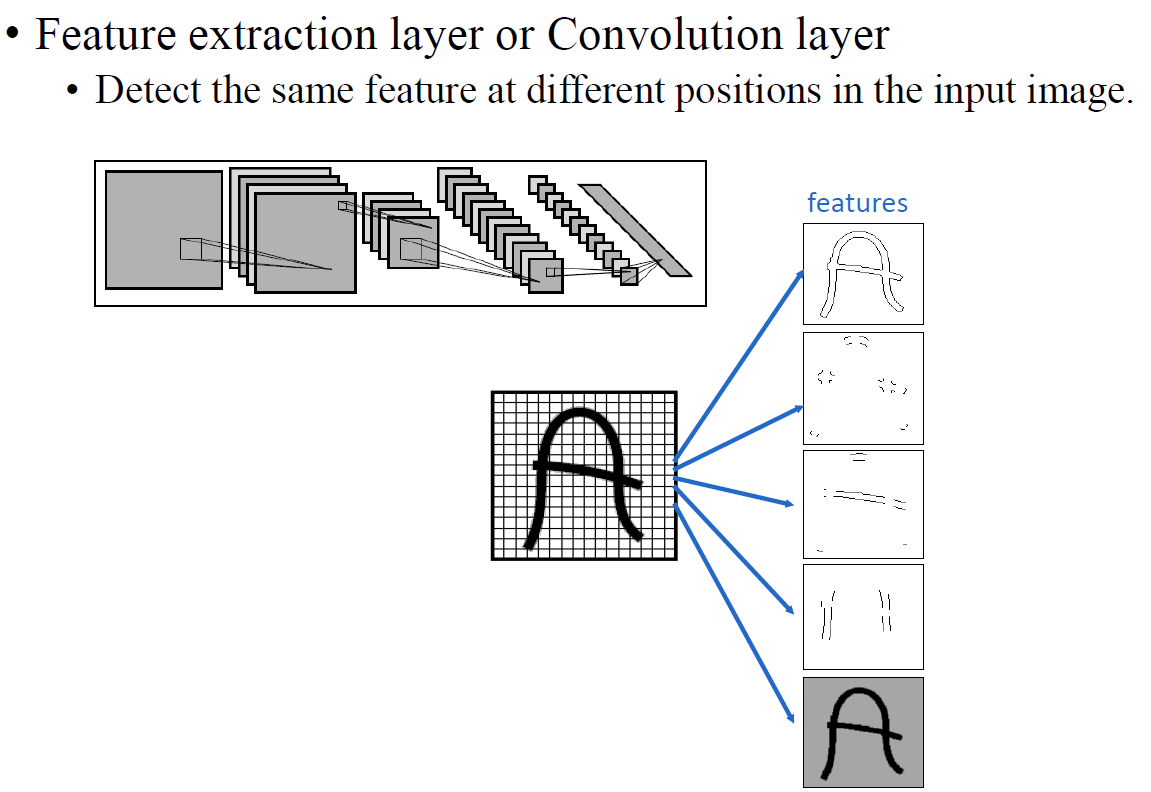 • Feature extraction layer or Convolution layer
• Detect the same feature at different positions in the input image.
features